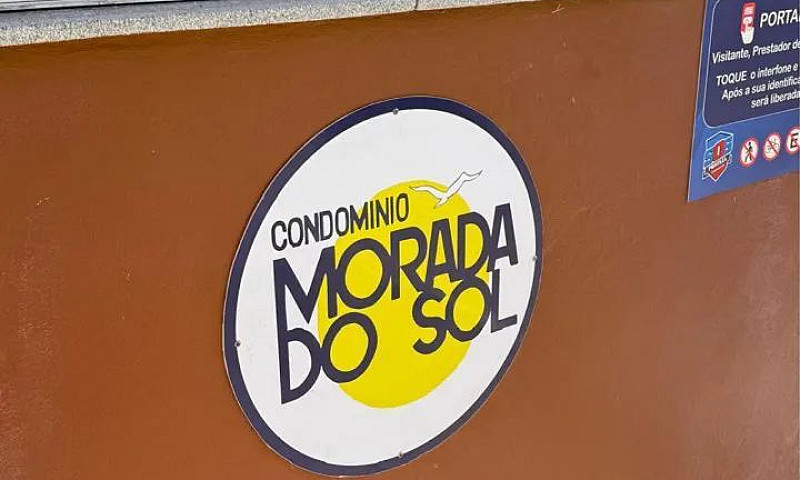 CONDOMINIO
MORADA
DO SOL
PORTA
Visitante, Prestador de
TOQUE o interfone e
Após a sua identifica
será liberada